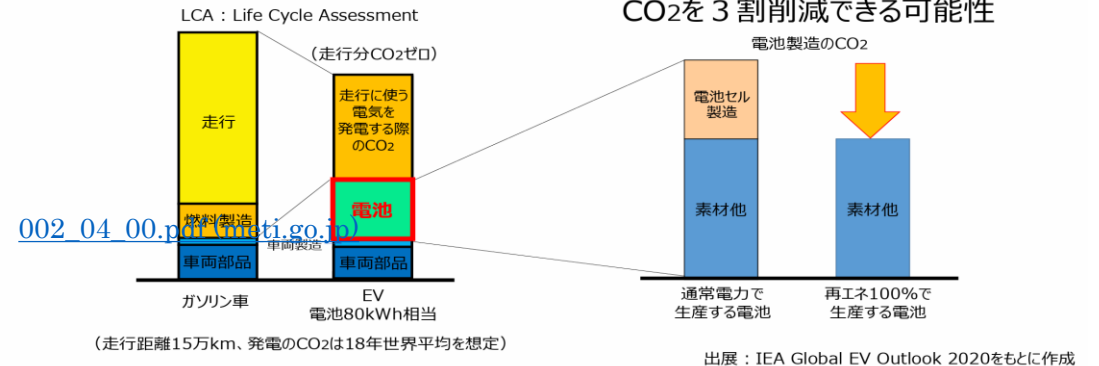 LCA：Life Cycle Assessment
CO2を３割削減できる可能性
（走行分CO2ゼロ）
電池製造のCO2
走行
走行に使う
電気を
発電する際
のCO2
燃料製造
電池
車両製造
車両部品
車両部品
002_04_00.pdf (meti.go.jp)
ガソリン車
EV
電池80kWh相当
（走行距離15万km、発電のCO2は18年世界平均を想定）
電池セル
製造
素材他
素材他
通常電力で
生産する電池
再エネ100%で
生産する電池
出展：IEA Global EV Outlook 2020をもとに作成